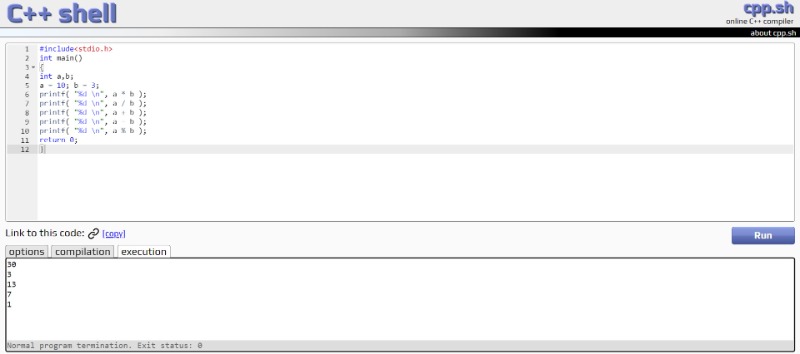 C++ shell
cpp.sh
online C++ compiler
about cpp.sh
1 #include<stdio.h>
2 int main()
3 {
4 int a,b;
5 a = 10; b = 3;
6 printf( "%d \n", a * b );
7 printf( "%d \n", a / b );
8 printf( "%d \n", a + b );
9 printf( "%d \n", a - b );
10 printf( "%d \n", a % b );
11 return 0;
12 }
Link to this code: [copy]
Run
options compilation execution
30
3
13
7
1
Normal program termination. Exit status: 0